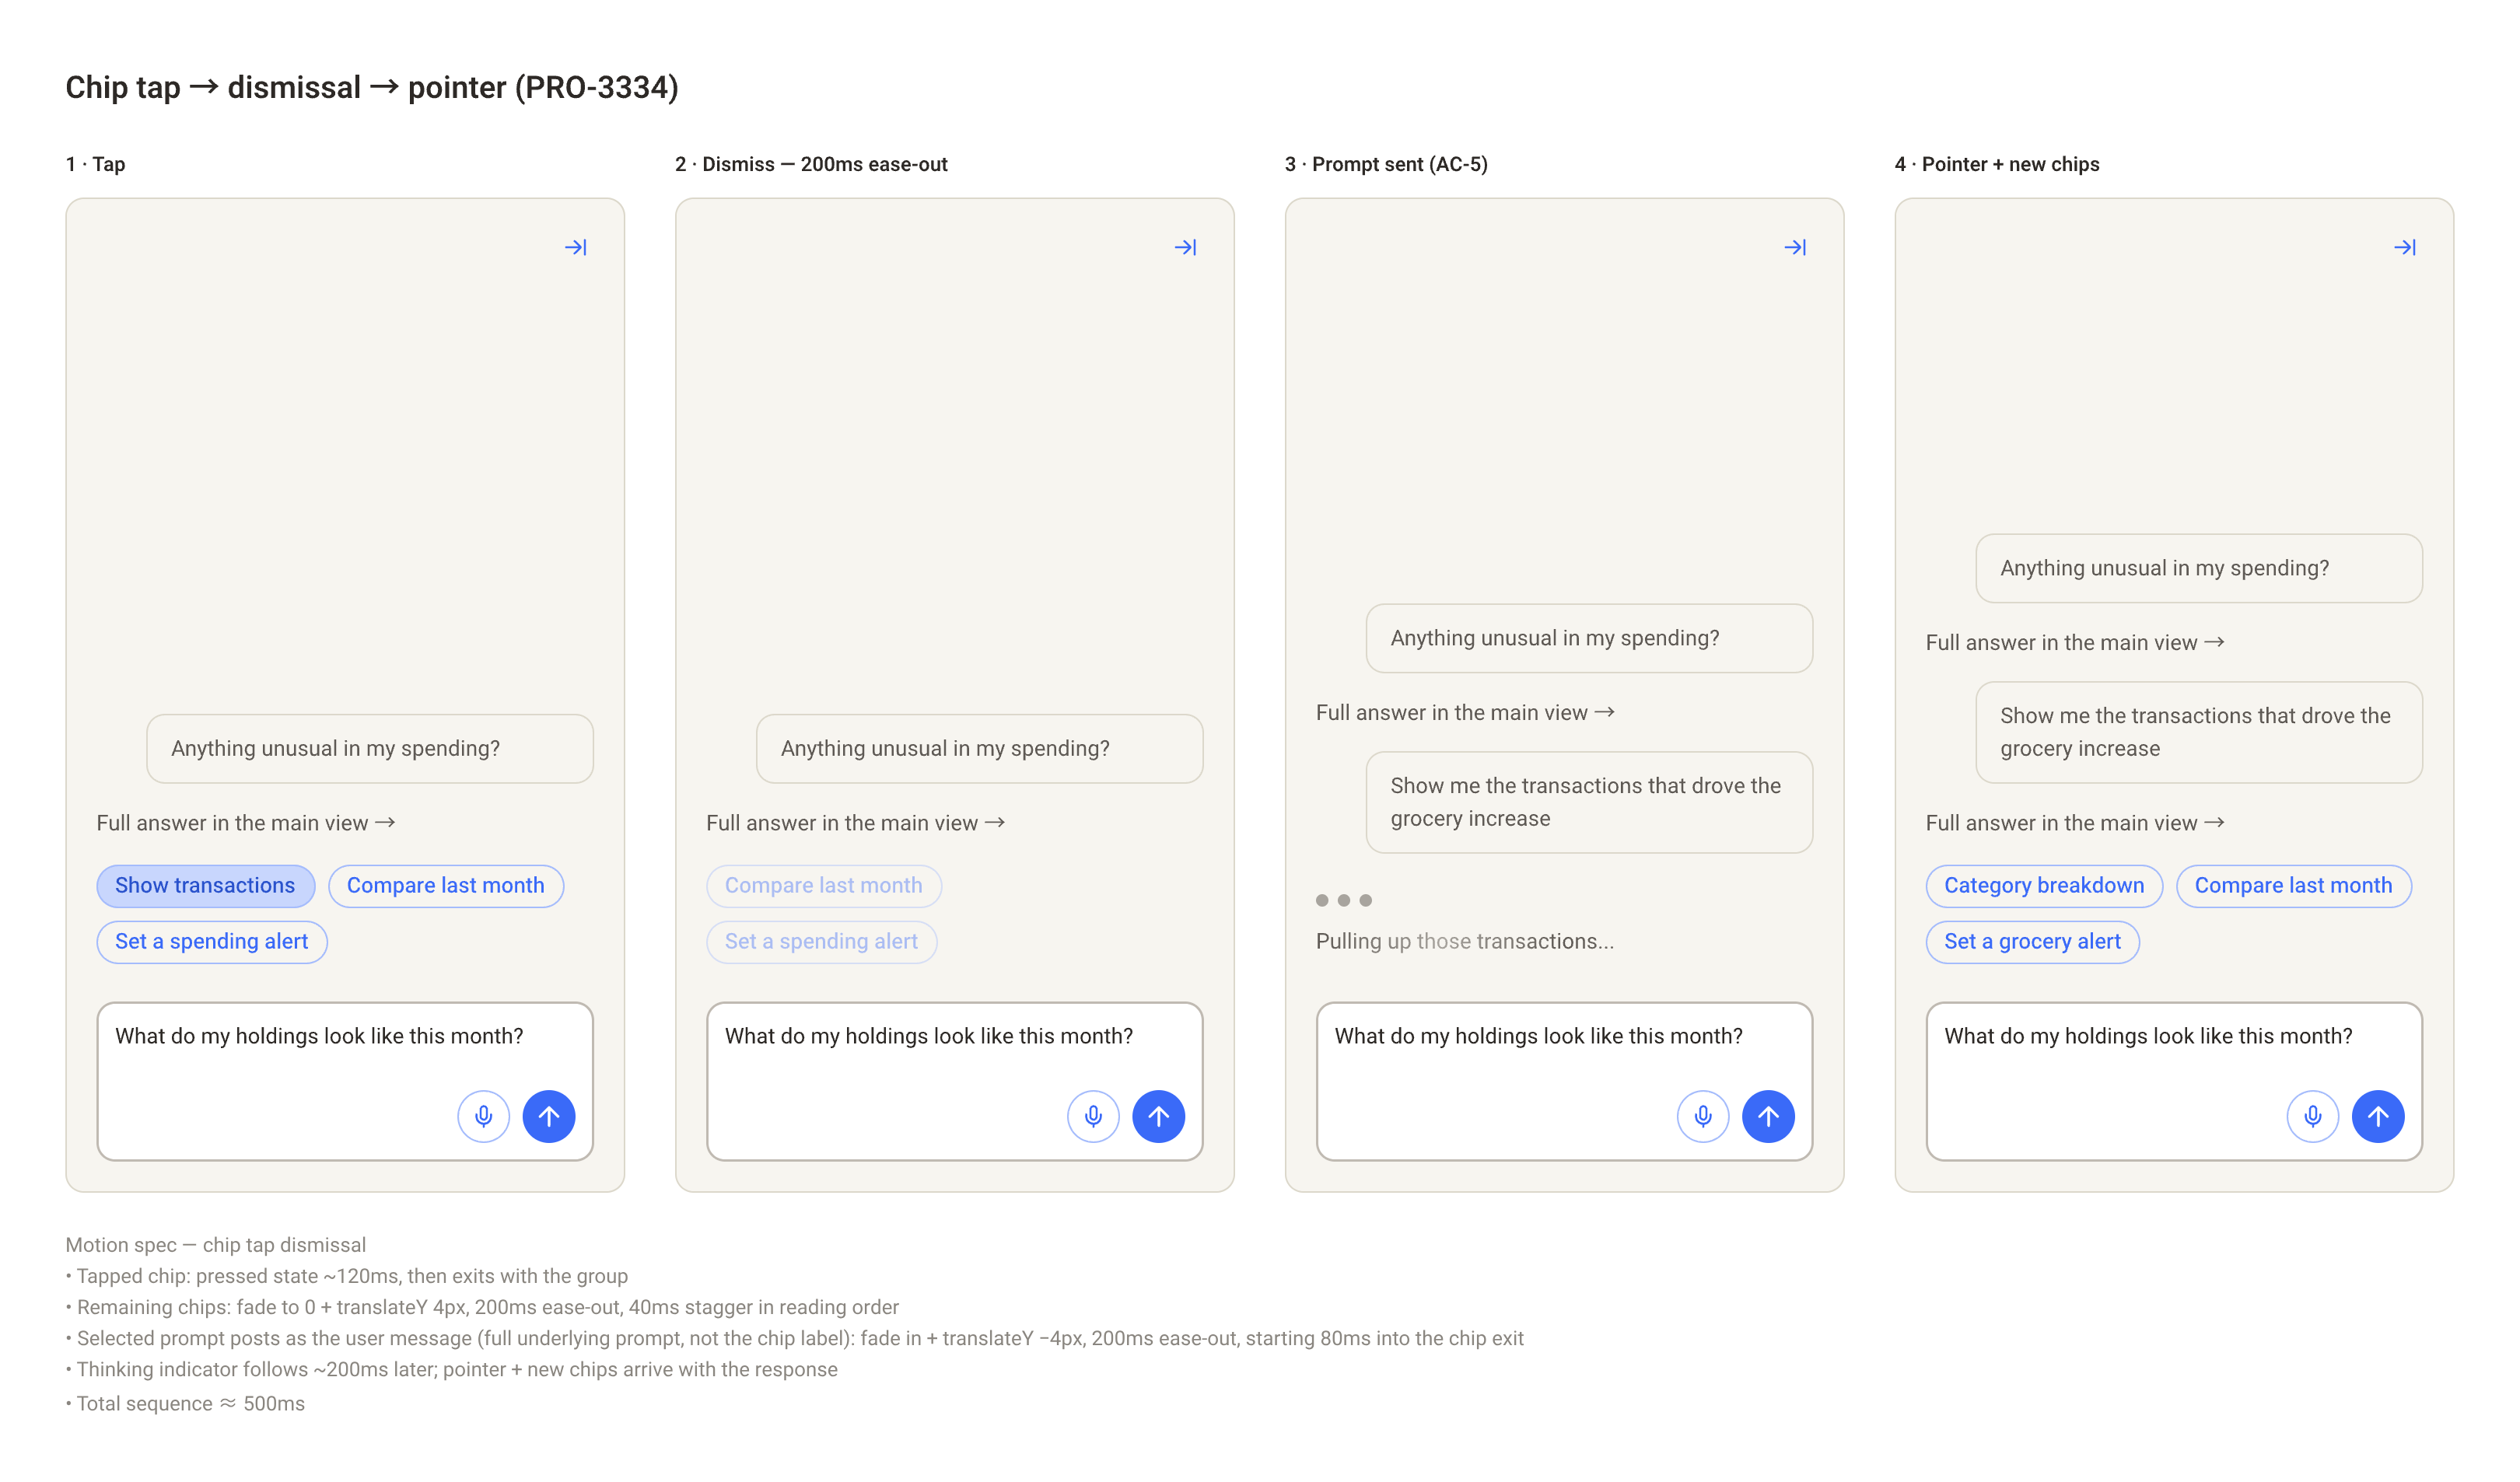 Chip tap → dismissal → pointer (PRO-3334)
1 · Tap
Anything unusual in my spending?
Full answer in the main view →
Show transactions
Compare last month
Set a spending alert
What do my holdings look like this month?
2 · Dismiss — 200ms ease-out
Anything unusual in my spending?
Full answer in the main view →
Compare last month
Set a spending alert
What do my holdings look like this month?
3 · Prompt sent (AC-5)
Anything unusual in my spending?
Full answer in the main view →
Show me the transactions that drove the
grocery increase
Pulling up those transactions...
What do my holdings look like this month?
4 · Pointer + new chips
Anything unusual in my spending?
Full answer in the main view →
Show me the transactions that drove the
grocery increase
Full answer in the main view →
Category breakdown
Compare last month
Set a grocery alert
What do my holdings look like this month?
Motion spec — chip tap dismissal
• Tapped chip: pressed state ~120ms, then exits with the group
• Remaining chips: fade to 0 + translateY 4px, 200ms ease-out, 40ms stagger in reading order
• Selected prompt posts as the user message (full underlying prompt, not the chip label): fade in + translateY −4px, 200ms ease-out, starting 80ms into the chip exit
• Thinking indicator follows ~200ms later; pointer + new chips arrive with the response
• Total sequence ≈ 500ms